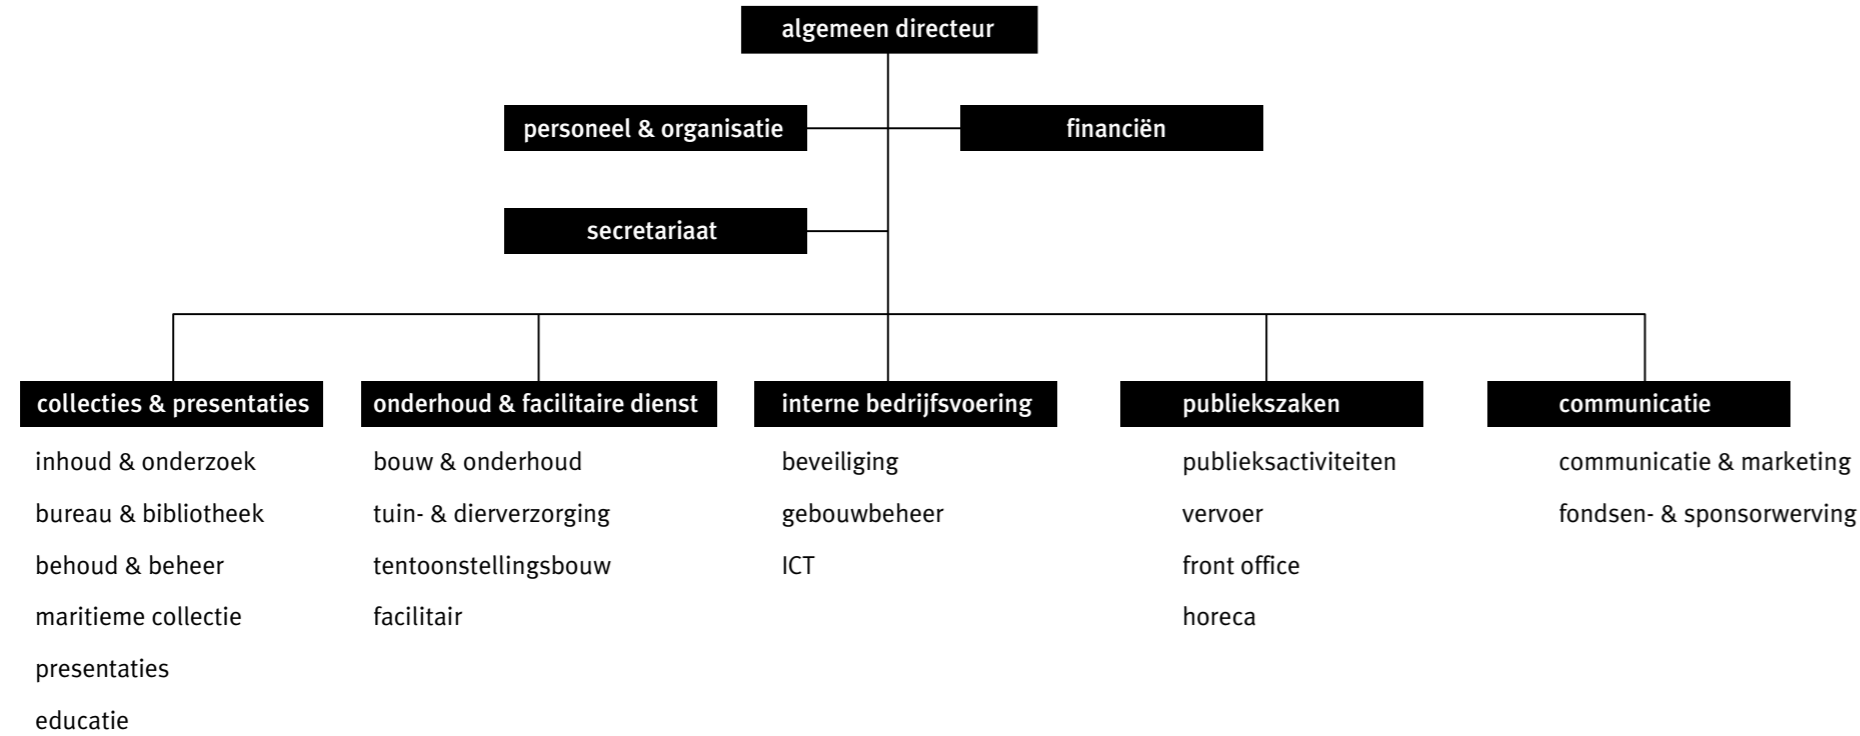 algemeen directeur
personeel & organisatie
financiën
secretariaat
collecties & presentaties
inhoud & onderzoek
bureau & bibliotheek
behoud & beheer
maritieme collectie
presentaties
educatie
onderhoud & facilitaire dienst
bouw & onderhoud
tuin- & dierverzorging
tentoonstellingsbouw
facilitair
interne bedrijfsvoering
beveiliging
gebouwbeheer
ICT
publiekszaken
publieksactiviteiten
vervoer
front office
horeca
communicatie
communicatie & marketing
fondsen- & sponsorwerving